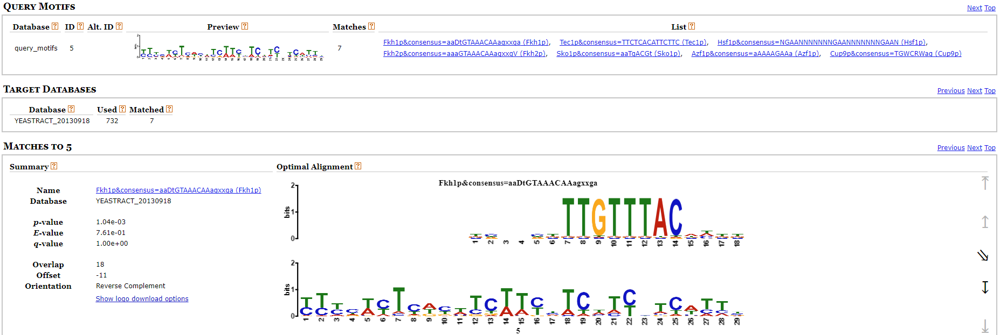 QUERY MOTIFS
Next Top
Database ? ID ? Alt. ID ? Preview ? Matches ? List ?
query_motifs 5 7 Fkh1p&consensus=aaDtGTAAACAAagxxga (Fkh1p), Tec1p&consensus=TTCTCACATTCTTC (Tec1p), Hsf1p&consensus=NGAANNNNNNNGAANNNNNNNGAAN (Hsf1p),
Fkh2p&consensus=aaaGTAAACAAagxxgV (Fkh2p), Sko1p&consensus=aaTgACGt (Sko1p), Azf1p&consensus=aAAAAGAAa (Azf1p), Cup9p&consensus=TGWCRWag (Cup9p)
TARGET DATABASES
Previous Next Top
Database ? Used ? Matched ?
YEASTRACT_20130918 732 7
MATCHES TO 5
Previous Next Top
Summary ? Optimal Alignment ?
Name Fkh1p&consensus=aaDtGTAAACAAagxxga (Fkh1p)
Database YEASTRACT_20130918
p-value 1.04e-03
E-value 7.61e-01
q-value 1.00e+00
Overlap 18
Offset -11
Orientation Reverse Complement
Show logo download options
Fkh1p&consensus=aaDtGTAAACAAagxxga
2
bits
1
0
TTGTTTAC
1 2 3 4 5 6 7 8 9 10 11 12 13 14 15 16 17 18
2
bits
1
0
1 2 3 4 5 6 7 8 9 10 11 12 13 14 15 16 17 18 19 20 21 22 23 24 25 26 27 28 29
5